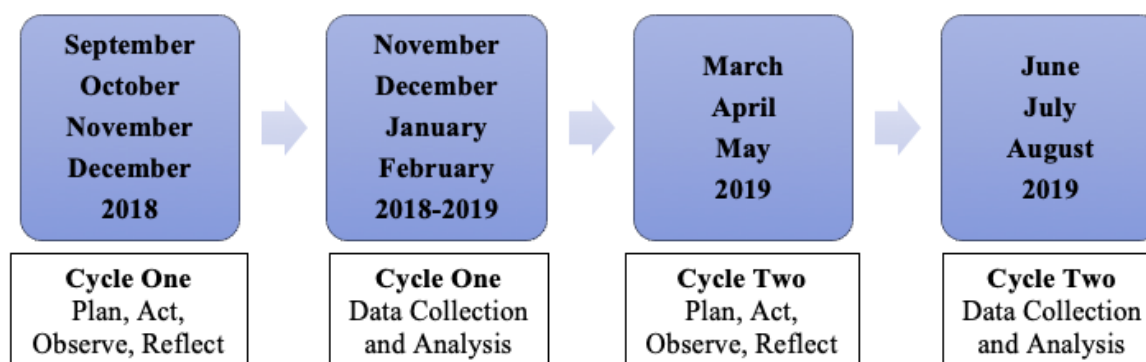 September
October
November
December
2018
November
December
January
February
2018-2019
March
April
May
2019
June
July
August
2019
Cycle One
Plan, Act,
Observe, Reflect
Cycle One
Data Collection
and Analysis
Cycle Two
Plan, Act,
Observe, Reflect
Cycle Two
Data Collection
and Analysis